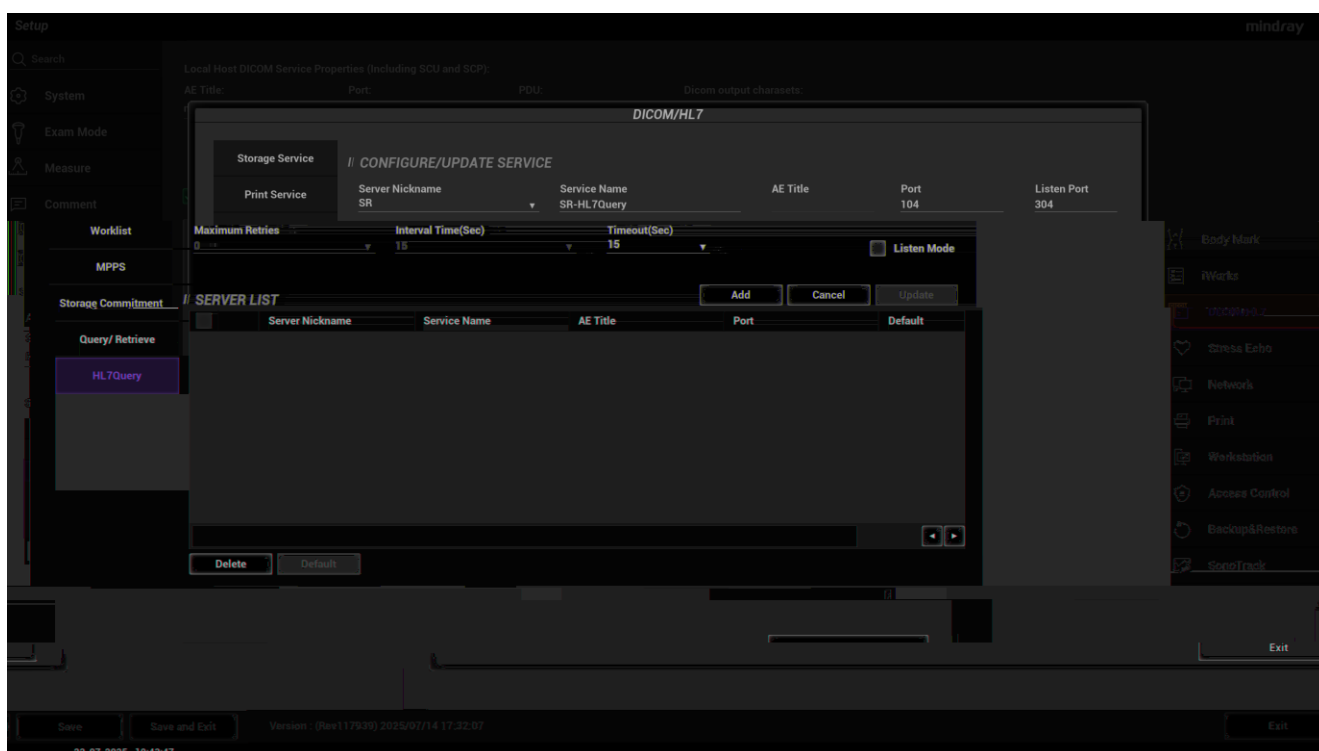 Setup mindray
Search
Local Host DICOM Service Properties (Including SCU and SCP):
System AE Title: Port: PDU: Dicom output charasets:
DICOM/HL7
Exam Mode
Storage Service // CONFIGURE/UPDATE SERVICE
Measure
Print Service Server Nickname Service Name AE Title Port Listen Port
Comment SR SR-HL7Query 104 304
Worklist Maximum Retries Interval Time(Sec) Timeout(Sec)
0 15 15 Listen Mode Body Mark
MPPS
iWorks
Storage Commitment // SERVER LIST Add Cancel Update
Server Nickname Service Name AE Title Port Default
Query/ Retrieve Stress Echo
HL7Query Network
Print
Workstation
Access Control
Backup&Restore
Delete Default SonoTrack
Exit
Save Save and Exit Version : (Ree117939) 2025/07/14 17:32:07 Exit